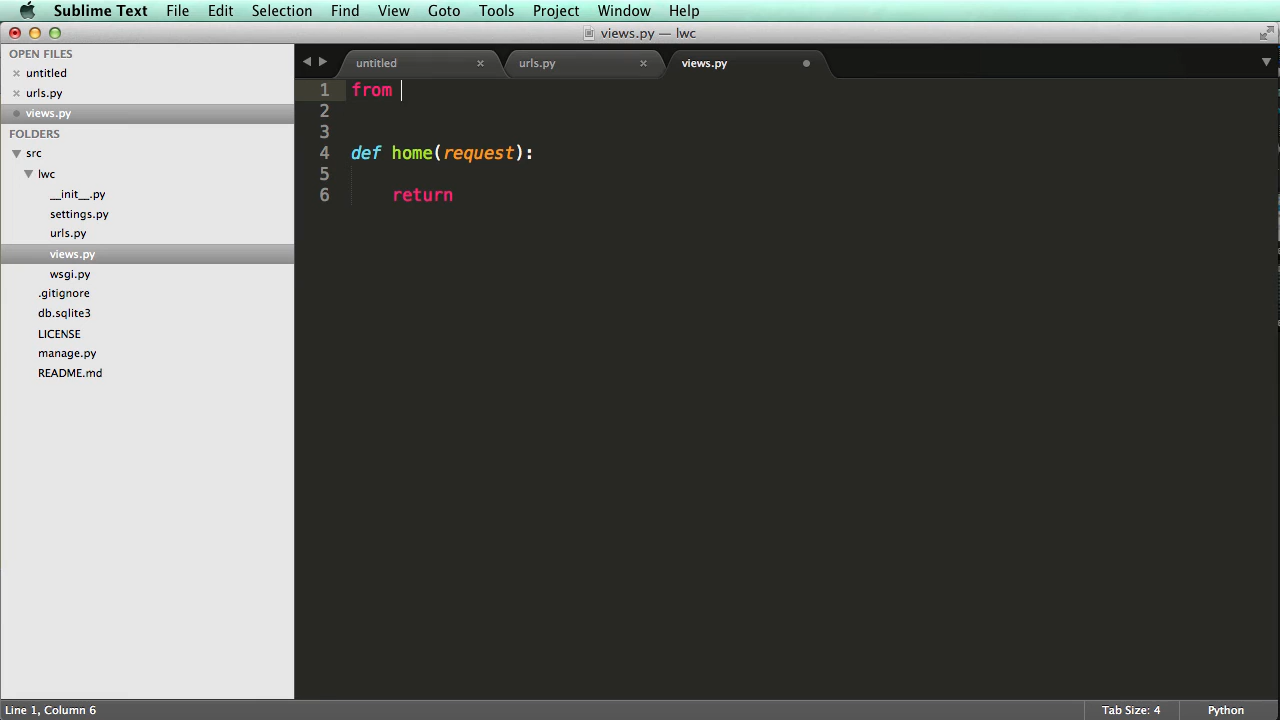 Sublime Text File Edit Selection Find View Goto Tools Project Window Help
views.py — lwc
OPEN FILES
untitled
urls.py
views.py
FOLDERS
src
lwc
__init__.py
settings.py
urls.py
views.py
wsgi.py
.gitignore
db.sqlite3
LICENSE
manage.py
README.md
untitled urls.py views.py
1 from
2
3
4 def home(request):
5
6 return
Line 1, Column 6 Tab Size: 4 Python